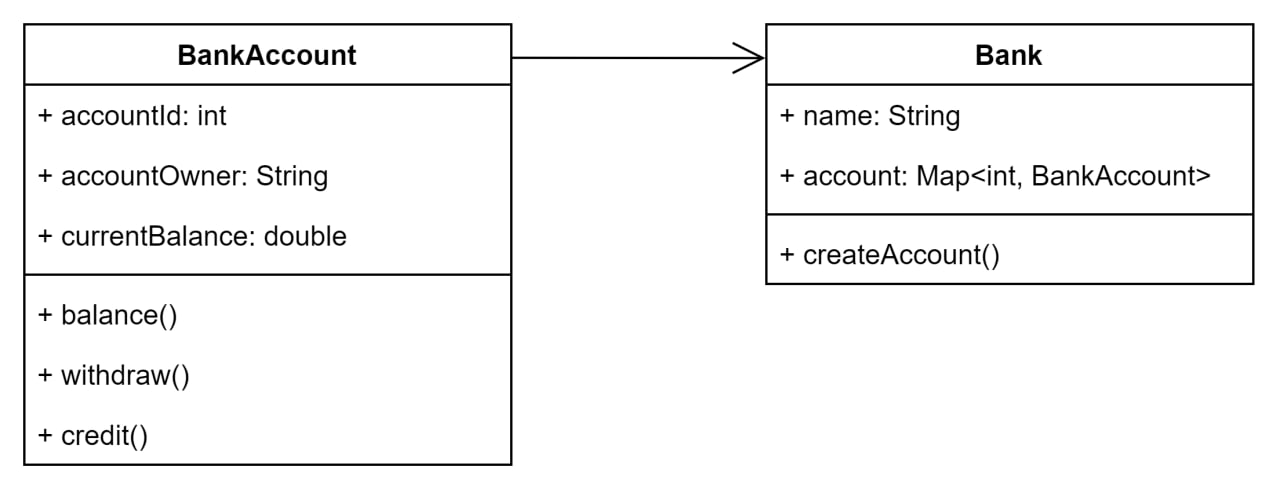 BankAccount
+ accountId: int
+ accountOwner: String
+ currentBalance: double
+ balance()
+ withdraw()
+ credit()
Bank
+ name: String
+ account: Map<int, BankAccount>
+ createAccount()